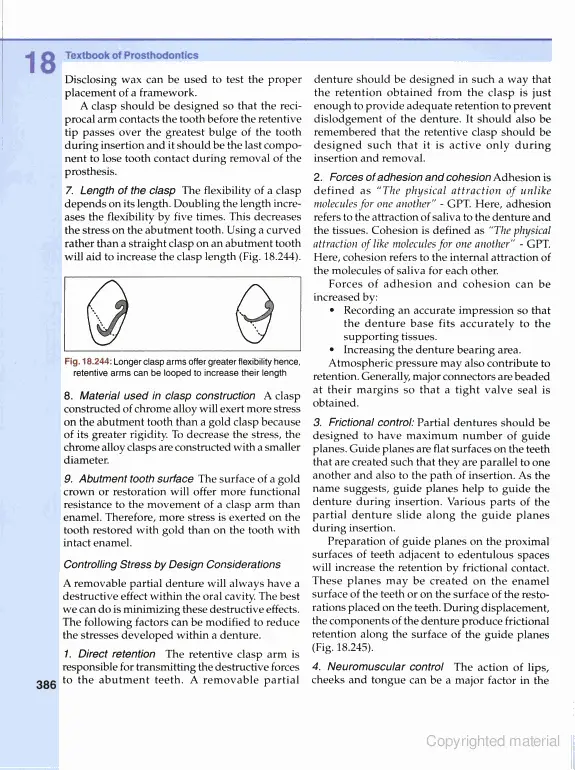 18
Textbook of Prosthodontics
Disclosing wax can be used to test the proper
placement of a framework.
A clasp should be designed so that the reci-
procal arm contacts the tooth before the retentive
tip passes over the greatest bulge of the tooth
during insertion and it should be the last compo-
nent to lose tooth contact during removal of the
prosthesis.
7. Length of the clasp The flexibility of a clasp
depends on its length. Doubling the length incre-
ases the flexibility by five times. This decreases
the stress on the abutment tooth. Using a curved
rather than a straight clasp on an abutment tooth
will aid to increase the clasp length (Fig. 18.244).
Fig. 18.244: Longer clasp arms offer greater flexibility hence,
retentive arms can be looped to increase their length
8. Material used in clasp construction A clasp
constructed of chrome alloy will exert more stress
on the abutment tooth than a gold clasp because
of its greater rigidity. To decrease the stress, the
chrome alloy clasps are constructed with a smaller
diameter.
9. Abutment tooth surface The surface of a gold
crown or restoration will offer more functional
resistance to the movement of a clasp arm than
enamel. Therefore, more stress is exerted on the
tooth restored with gold than on the tooth with
intact enamel.
Controlling Stress by Design Considerations
A removable partial denture will always have a
destructive effect within the oral cavity. The best
we can do is minimizing these destructive effects.
The following factors can be modified to reduce
the stresses developed within a denture.
1. Direct retention The retentive clasp arm is
responsible for transmitting the destructive forces
to the abutment teeth. A removable partial
386
denture should be designed in such a way that
the retention obtained from the clasp is just
enough to provide adequate retention to prevent
dislodgement of the denture. It should also be
remembered that the retentive clasp should be
designed such that it is active only during
insertion and removal.
2. Forces of adhesion and cohesion Adhesion is
defined as "The physical attraction of unlike
molecules for one another" - GPT. Here, adhesion
refers to the attraction of saliva to the denture and
the tissues. Cohesion is defined as "The physical
attraction of like molecules for one another" - GPT.
Here, cohesion refers to the internal attraction of
the molecules of saliva for each other.
Forces of adhesion and cohesion can be
increased by:
• Recording an accurate impression so that
the denture base fits accurately to the
supporting tissues.
• Increasing the denture bearing area.
Atmospheric pressure may also contribute to
retention. Generally, major connectors are beaded
at their margins so that a tight valve seal is
obtained.
3. Frictional control: Partial dentures should be
designed to have maximum number of guide
planes. Guide planes are flat surfaces on the teeth
that are created such that they are parallel to one
another and also to the path of insertion. As the
name suggests, guide planes help to guide the
denture during insertion. Various parts of the
partial denture slide along the guide planes
during insertion.
Preparation of guide planes on the proximal
surfaces of teeth adjacent to edentulous spaces
will increase the retention by frictional contact.
These planes may be created on the enamel
surface of the teeth or on the surface of the resto-
rations placed on the teeth. During displacement,
the components of the denture produce frictional
retention along the surface of the guide planes
(Fig. 18.245).
4. Neuromuscular control The action of lips,
cheeks and tongue can be a major factor in the
Copyrighted material